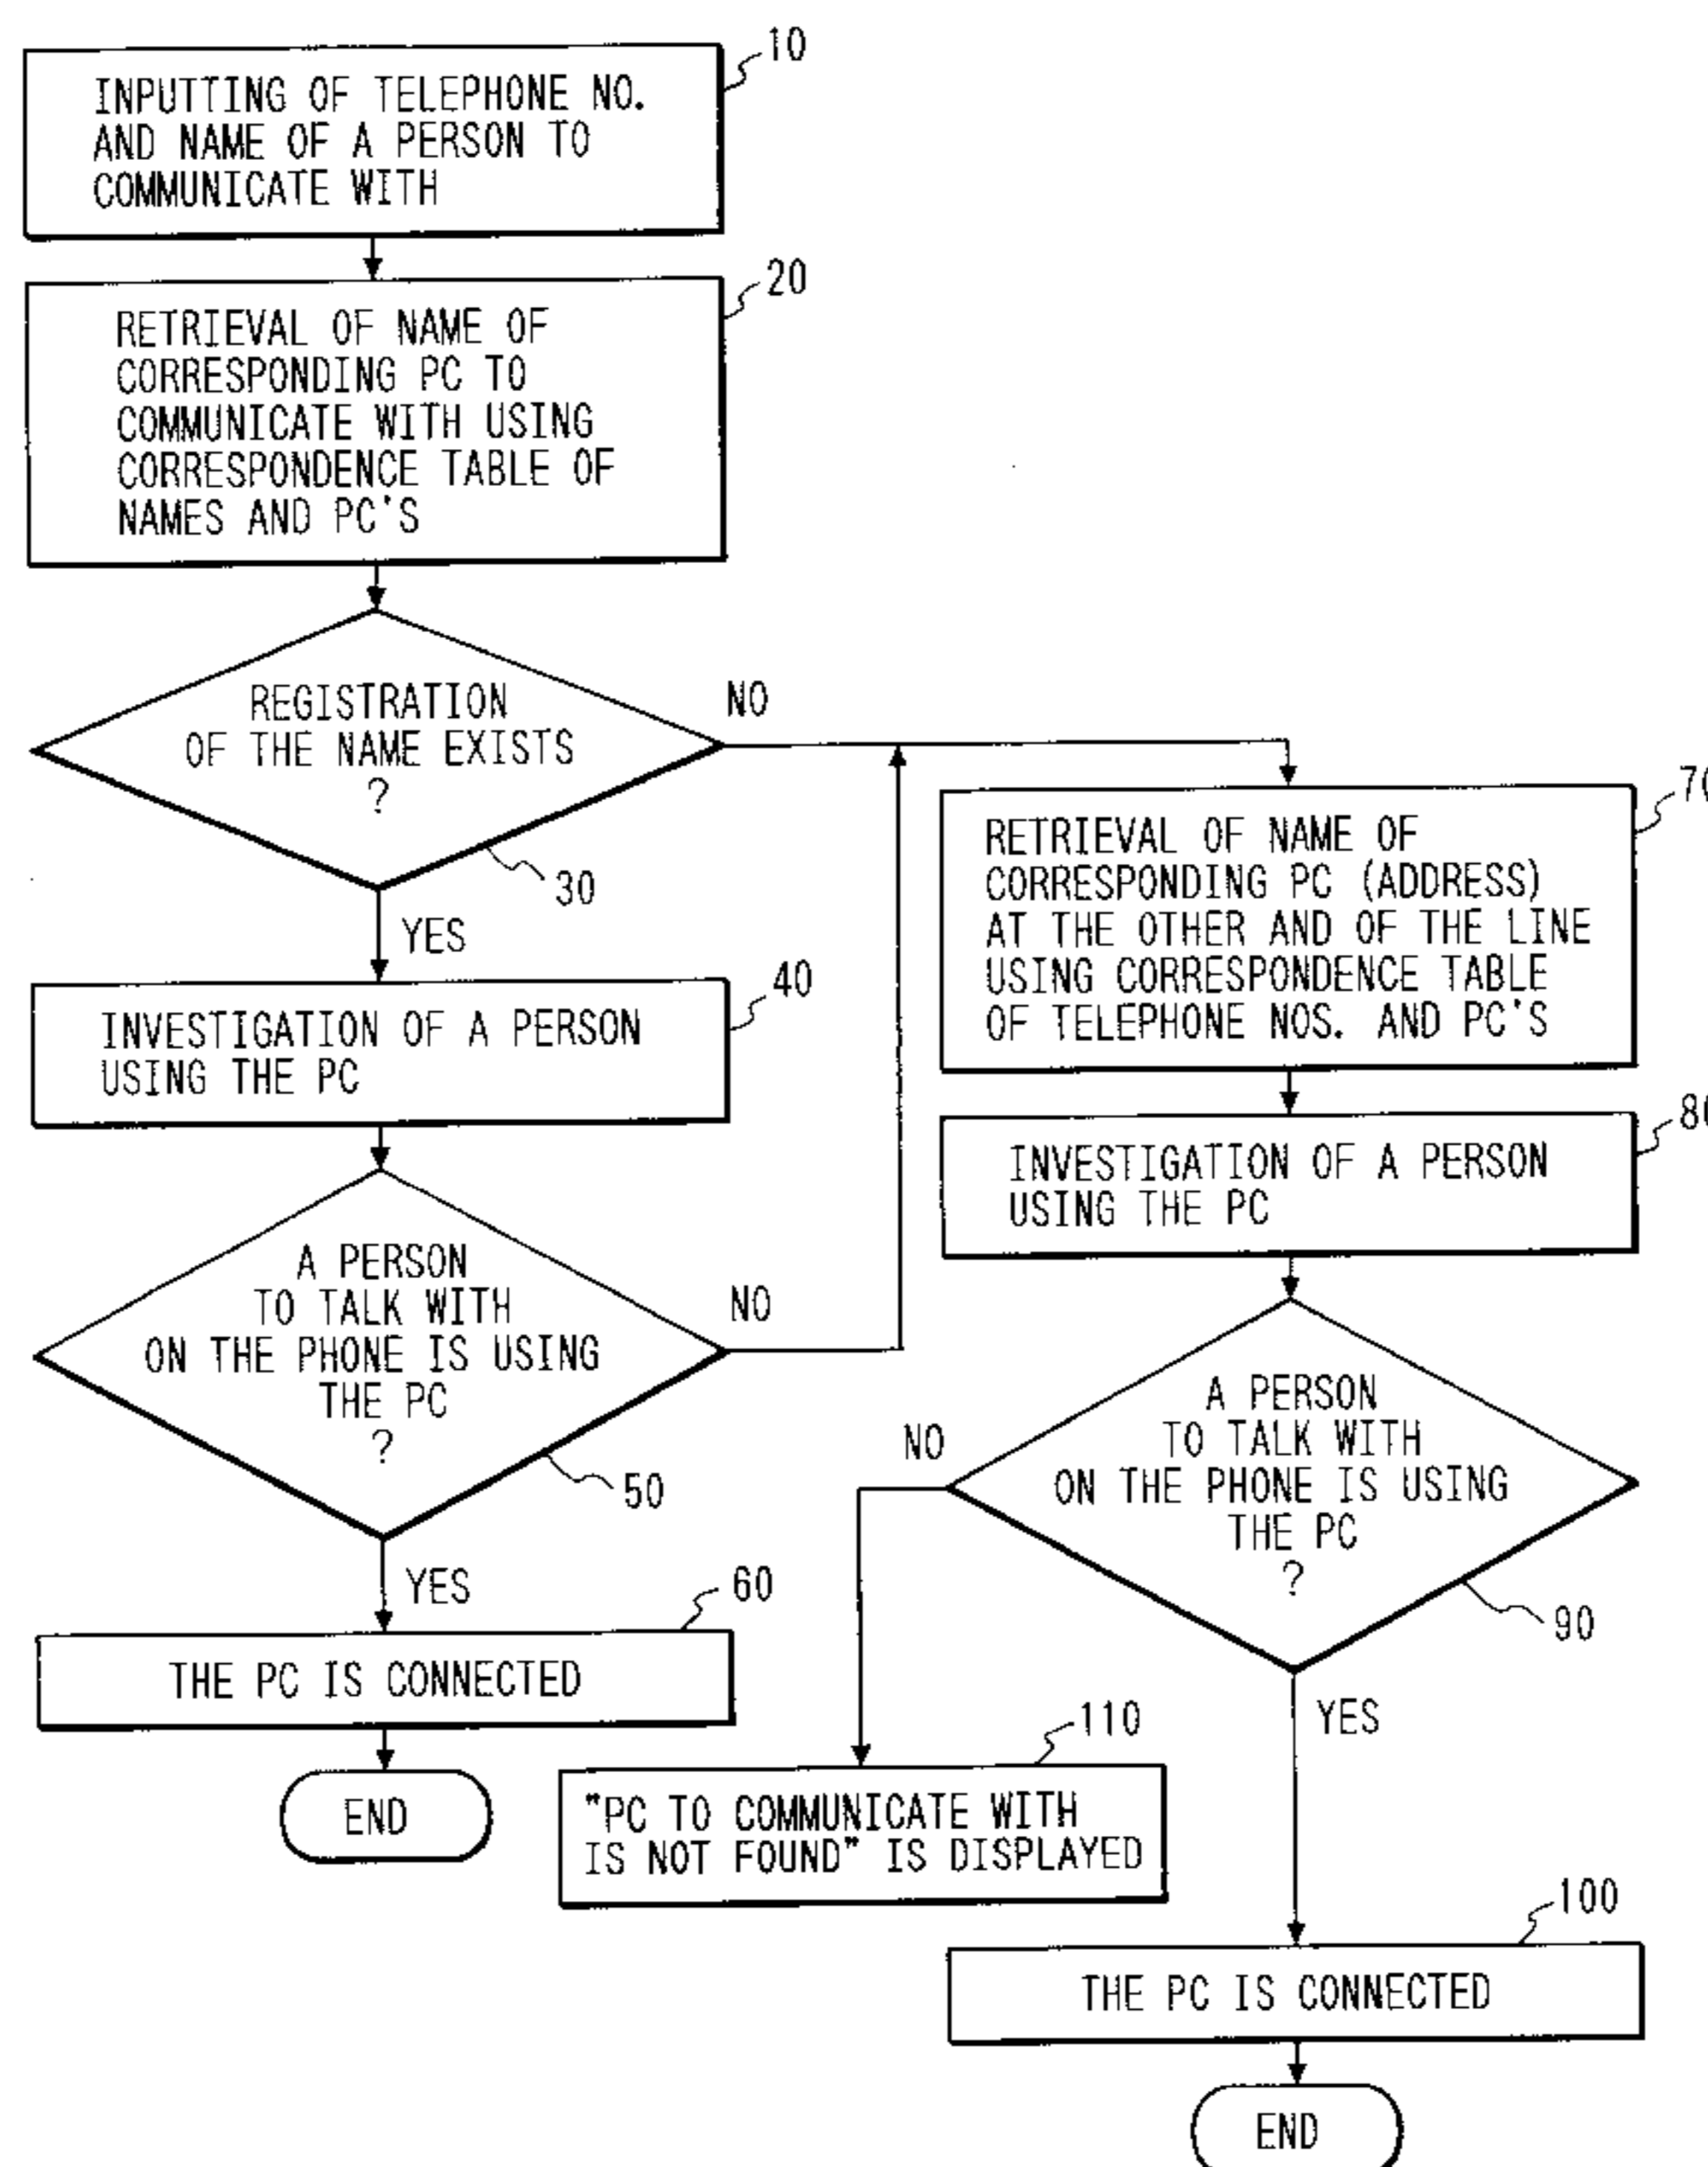 10
INPUTTING OF TELEPHONE NO.
AND NAME OF A PERSON TO
COMMUNICATE WITH
20
RETRIEVAL OF NAME OF
CORRESPONDING PC TO
COMMUNICATE WITH USING
CORRESPONDENCE TABLE OF
NAMES AND PC'S
REGISTRATION
OF THE NAME EXISTS
?
NO
30
YES
40
INVESTIGATION OF A PERSON
USING THE PC
A PERSON
TO TALK WITH
ON THE PHONE IS USING
THE PC
?
NO
50
YES
60
THE PC IS CONNECTED
END
70
RETRIEVAL OF NAME OF
CORRESPONDING PC (ADDRESS)
AT THE OTHER AND OF THE LINE
USING CORRESPONDENCE TABLE
OF TELEPHONE NOS. AND PC'S
80
INVESTIGATION OF A PERSON
USING THE PC
A PERSON
TO TALK WITH
ON THE PHONE IS USING
THE PC
?
NO
90
YES
110
"PC TO COMMUNICATE WITH
IS NOT FOUND" IS DISPLAYED
100
THE PC IS CONNECTED
END